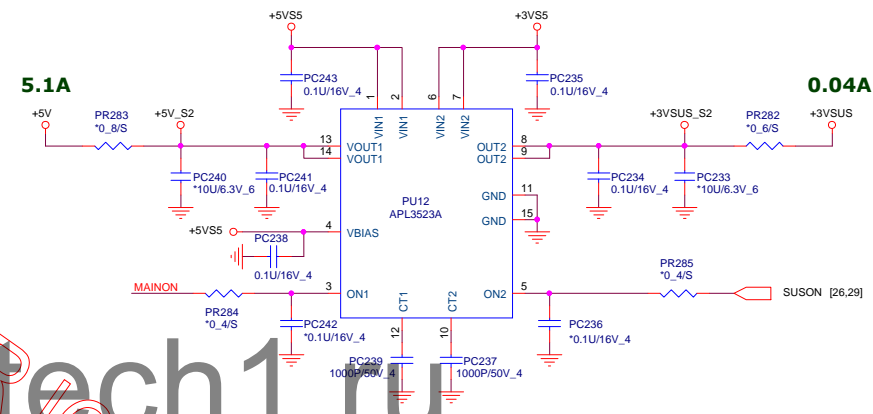 +5VS5
+3VS5
5.1A
PC243
0.1U/16V_4
PC235
0.1U/16V_4
0.04A
+5V
PR283
*0_8/S
+5V_S2
1
2
6
7
VIN1
VIN1
VIN2
VIN2
+3VSUS_S2
PR282
*0_6/S
+3VSUS
13
14
VOUT1
VOUT1
OUT2
OUT2
8
9
PC240
*10U/6.3V_6
PC241
0.1U/16V_4
PC234
0.1U/16V_4
PC233
*10U/6.3V_6
PU12
APL3523A
GND
11
GND
15
+5VS5
4
VBIAS
PC238
0.1U/16V_4
MAINON
PR284
*0_4/S
3
ON1
ON2
5
PR285
*0_4/S
SUSON [26,29]
PC242
*0.1U/16V_4
CT1
CT2
12
10
PC236
*0.1U/16V_4
PC239
1000P/50V_4
PC237
1000P/50V_4
tech1.ru